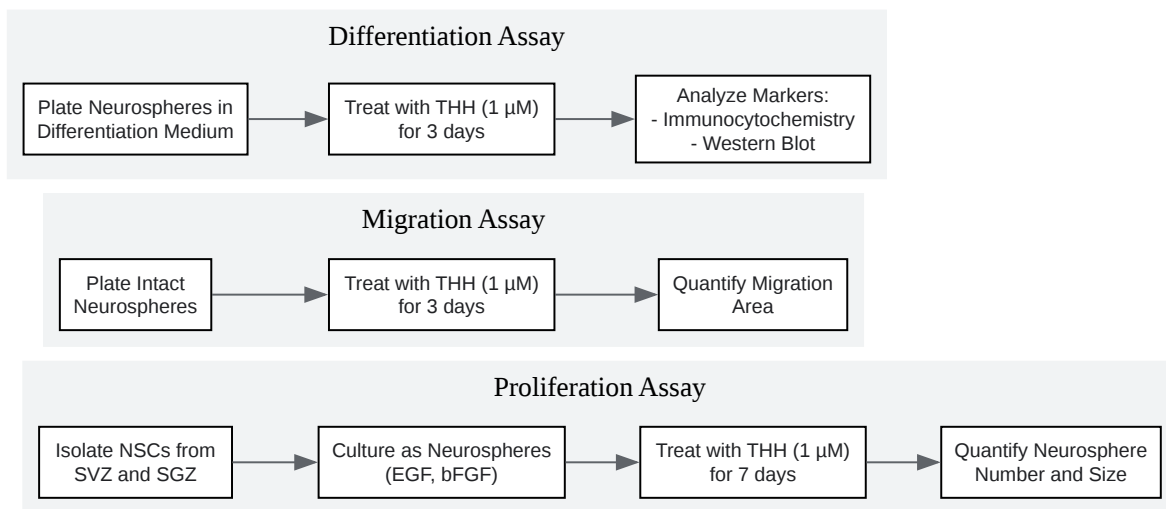 Differentiation Assay
Plate Neurospheres in
Differentiation Medium
Treat with THH (1 µM)
for 3 days
Analyze Markers:
- Immunocytochemistry
- Western Blot
Migration Assay
Plate Intact
Neurospheres
Treat with THH (1 µM)
for 3 days
Quantify Migration
Area
Proliferation Assay
Isolate NSCs from
SVZ and SGZ
Culture as Neurospheres
(EGF, bFGF)
Treat with THH (1 µM)
for 7 days
Quantify Neurosphere
Number and Size